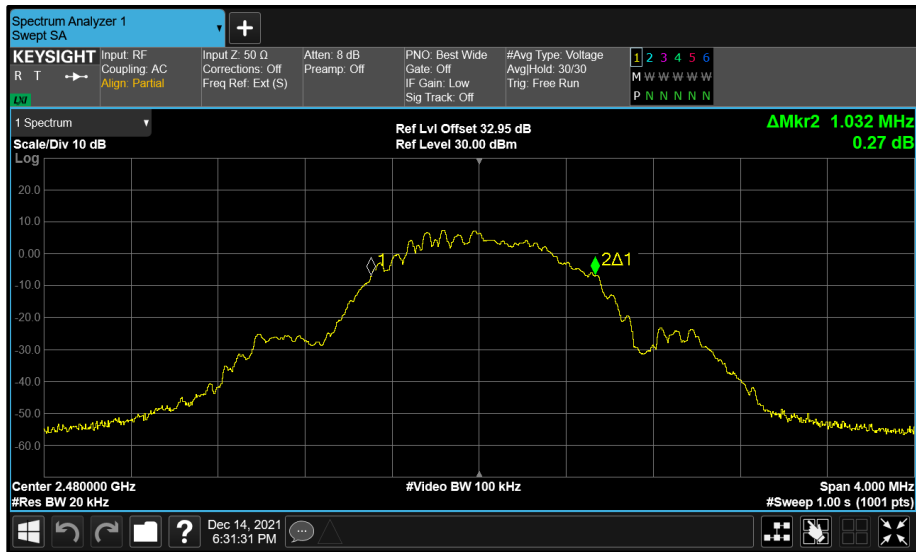 Spectrum Analyzer 1
Swept SA
+
KEYSIGHT
R T
LXI
Input: RF
Coupling: AC
Align: Partial
Input Z: 50 Ω
Corrections: Off
Freq Ref: Ext (S)
Atten: 8 dB
Preamp: Off
PNO: Best Wide
Gate: Off
IF Gain: Low
Sig Track: Off
#Avg Type: Voltage
Avg|Hold: 30/30
Trig: Free Run
1 2 3 4 5 6
M W W W W W
P N N N N N
1 Spectrum
Scale/Div 10 dB
Ref Lvl Offset 32.95 dB
Ref Level 30.00 dBm
ΔMkr2 1.032 MHz
0.27 dB
Log
20.0
10.0
0.00
1
2Δ1
-10.0
-20.0
-30.0
-40.0
-50.0
-60.0
Center 2.480000 GHz
#Video BW 100 kHz
Span 4.000 MHz
#Res BW 20 kHz
#Sweep 1.00 s (1001 pts)
?
Dec 14, 2021
6:31:31 PM